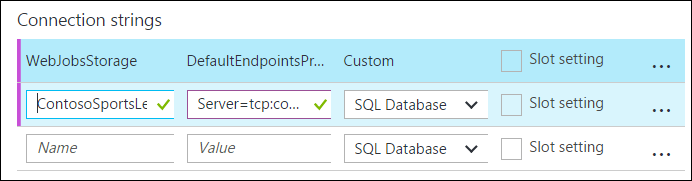 Connection strings
WebJobsStorage DefaultEndpointsPr... Custom Slot setting ...
ContosoSportsLe Server=tcp:co... SQL Database Slot setting ...
Name Value SQL Database Slot setting ...